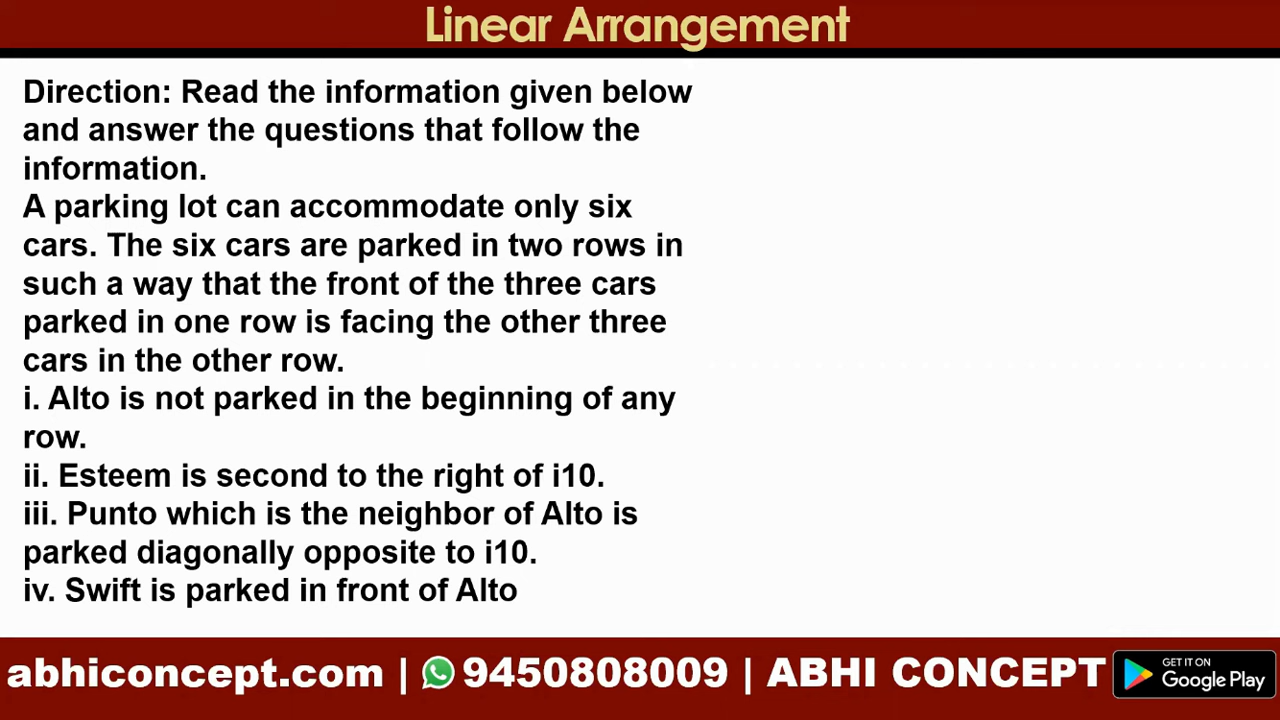 Linear Arrangement
Direction: Read the information given below
and answer the questions that follow the
information.
A parking lot can accommodate only six
cars. The six cars are parked in two rows in
such a way that the front of the three cars
parked in one row is facing the other three
cars in the other row.
i. Alto is not parked in the beginning of any
row.
ii. Esteem is second to the right of i10.
iii. Punto which is the neighbor of Alto is
parked diagonally opposite to i10.
iv. Swift is parked in front of Alto
abhiconcept.com | 9450808009 | ABHI CONCEPT
GET IT ON
Google Play